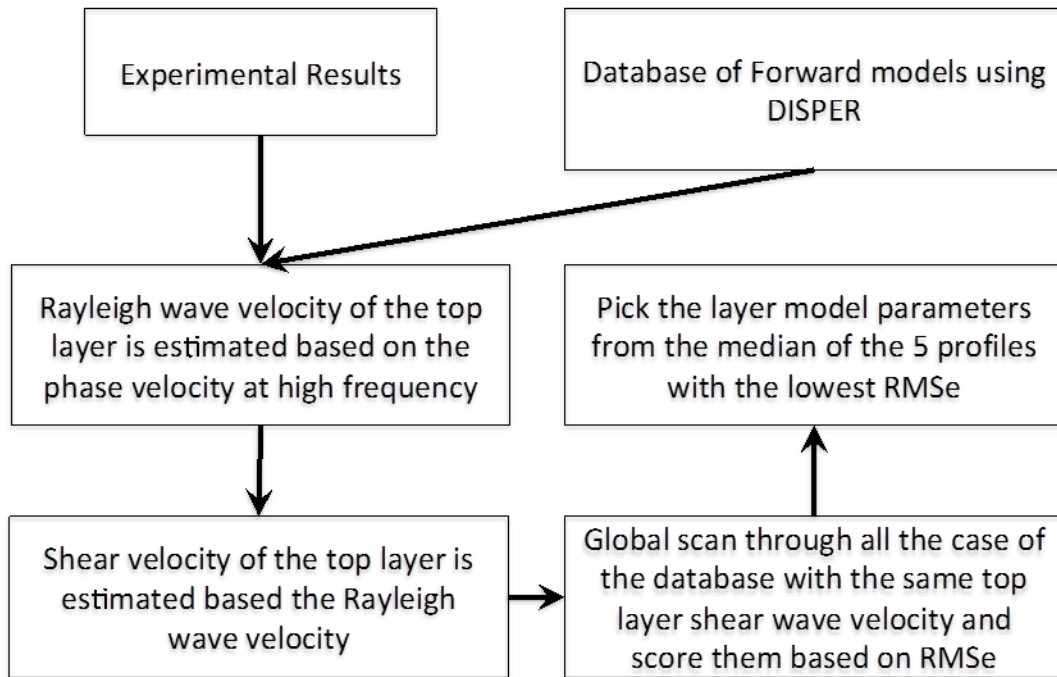 Experimental Results
Database of Forward models using
DISPER
Rayleigh wave velocity of the top
layer is estimated based on the
phase velocity at high frequency
Pick the layer model parameters
from the median of the 5 profiles
with the lowest RMSe
Shear velocity of the top layer is
estimated based the Rayleigh
wave velocity
Global scan through all the case of
the database with the same top
layer shear wave velocity and
score them based on RMSe